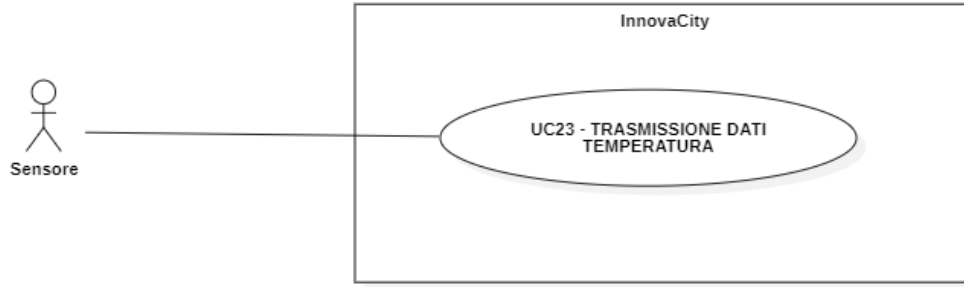 InnovaCity
UC23 - TRASMISSIONE DATI
TEMPERATURA
Sensore